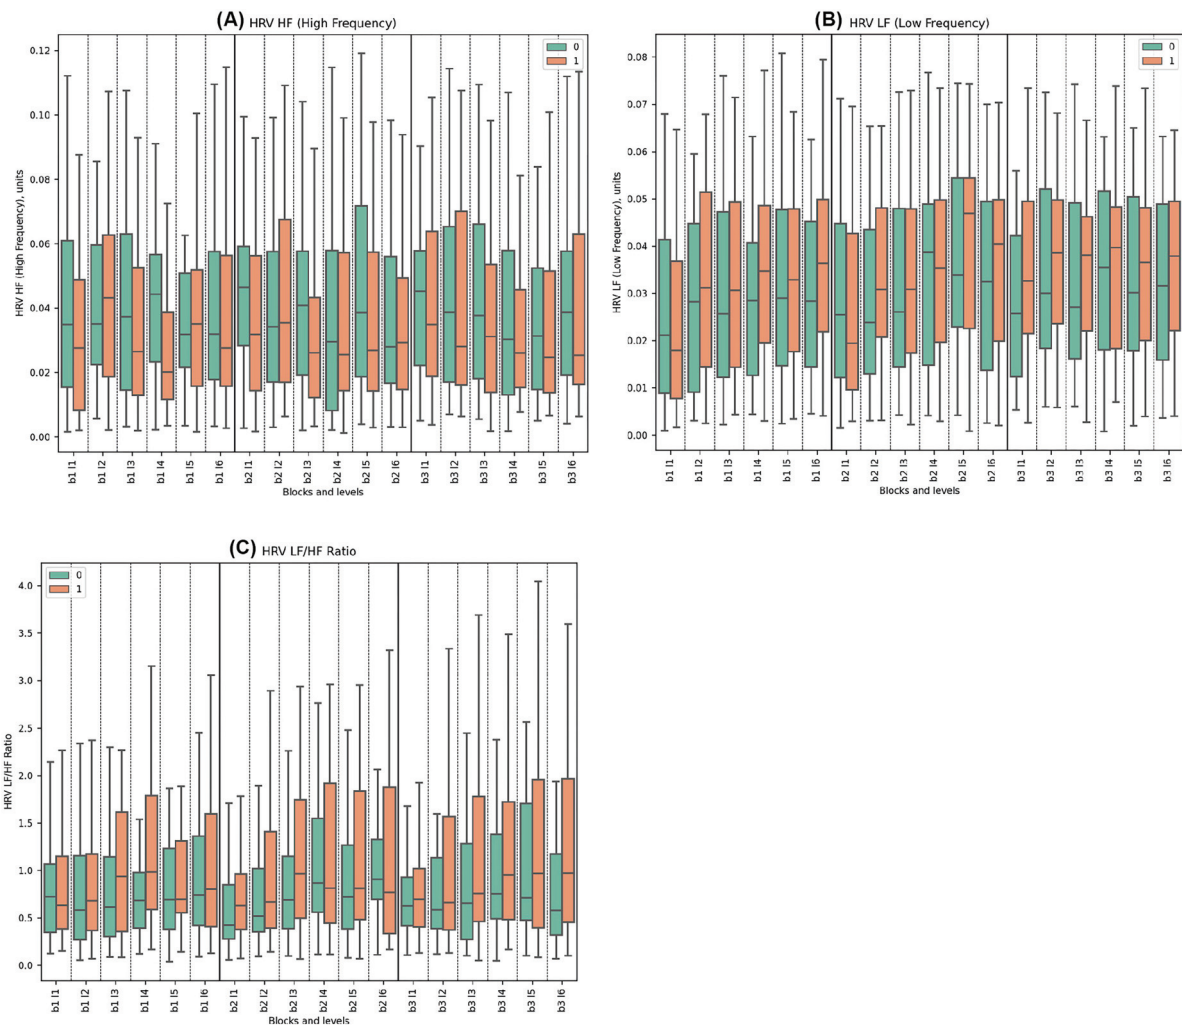 (A) HRV HF (High Frequency)
0
1
HRV HF (High Frequency), units
0.12
0.10
0.08
0.06
0.04
0.02
0.00
b1 l1 b1 l2 b1 l3 b1 l4 b1 l5 b1 l6 b2 l1 b2 l2 b2 l3 b2 l4 b2 l5 b2 l6 b3 l1 b3 l2 b3 l3 b3 l4 b3 l5 b3 l6
Blocks and levels
(B) HRV LF (Low Frequency)
0
1
HRV LF (Low Frequency), units
0.08
0.07
0.06
0.05
0.04
0.03
0.02
0.01
0.00
b1 l1 b1 l2 b1 l3 b1 l4 b1 l5 b1 l6 b2 l1 b2 l2 b2 l3 b2 l4 b2 l5 b2 l6 b3 l1 b3 l2 b3 l3 b3 l4 b3 l5 b3 l6
Blocks and levels
(C) HRV LF/HF Ratio
0
1
HRV LF/HF Ratio
4.0
3.5
3.0
2.5
2.0
1.5
1.0
0.5
0.0
b1 l1 b1 l2 b1 l3 b1 l4 b1 l5 b1 l6 b2 l1 b2 l2 b2 l3 b2 l4 b2 l5 b2 l6 b3 l1 b3 l2 b3 l3 b3 l4 b3 l5 b3 l6
Blocks and levels